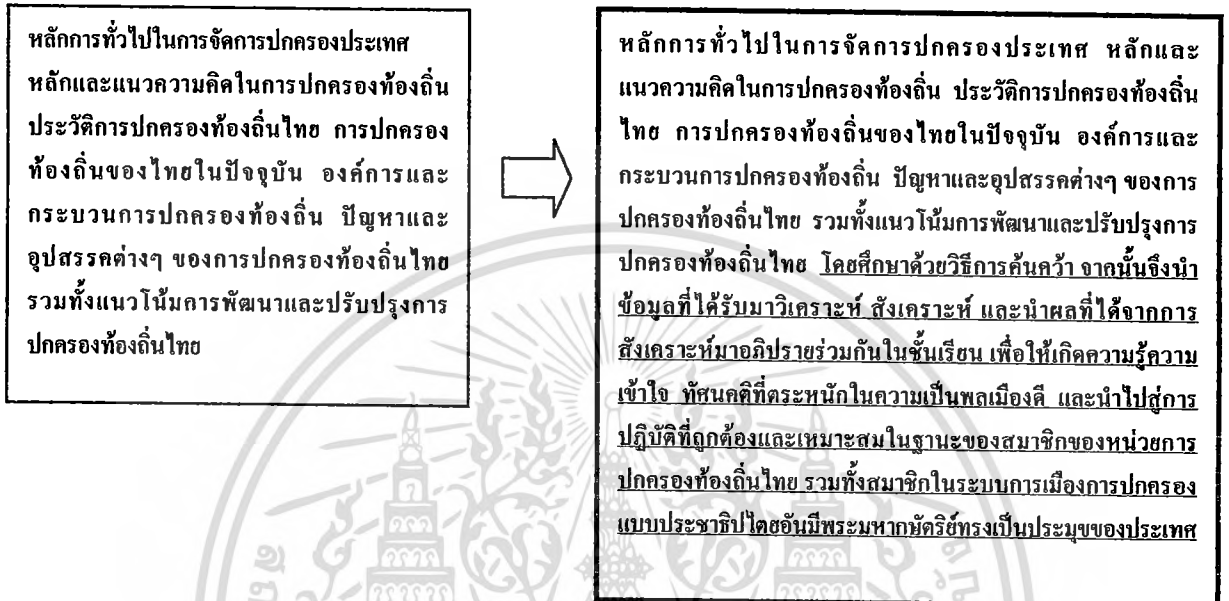 หลักการทั่วไปในการจัดการปกครองประเทศ
หลักและแนวความคิดในการปกครองท้องถิ่น
ประวัติการปกครองท้องถิ่นไทย การปกครอง
ท้องถิ่นของไทยในปัจจุบัน องค์การและ
กระบวนการปกครองท้องถิ่น ปัญหาและ
อุปสรรคต่างๆ ของการปกครองท้องถิ่นไทย
รวมทั้งแนวโน้มการพัฒนาและปรับปรุงการ
ปกครองท้องถิ่นไทย
หลักการทั่วไปในการจัดการปกครองประเทศ หลักและ
แนวความคิดในการปกครองท้องถิ่น ประวัติการปกครองท้องถิ่น
ไทย การปกครองท้องถิ่นของไทยในปัจจุบัน องค์การและ
กระบวนการปกครองท้องถิ่น ปัญหาและอุปสรรคต่างๆ ของการ
ปกครองท้องถิ่นไทย รวมทั้งแนวโน้มการพัฒนาและปรับปรุงการ
ปกครองท้องถิ่นไทย โดยศึกษาด้วยวิธีการค้นคว้า จากนั้นจึงนำ
ข้อมูลที่ได้รับมาวิเคราะห์ สังเคราะห์ และนำผลที่ได้จากการ
สังเคราะห์มาอภิปรายร่วมกันในชั้นเรียน เพื่อให้เกิดความรู้ความ
เข้าใจ ทัศนคติที่ตระหนักในความเป็นพลเมืองดี และนำไปสู่การ
ปฏิบัติที่ถูกต้องและเหมาะสมในฐานะของสมาชิกของหน่วยการ
ปกครองท้องถิ่นไทย รวมทั้งสมาชิกในระบบการเมืองการปกครอง
แบบประชาธิปไตยอันมีพระมหากษัตริย์ทรงเป็นประมุขของประเทศ